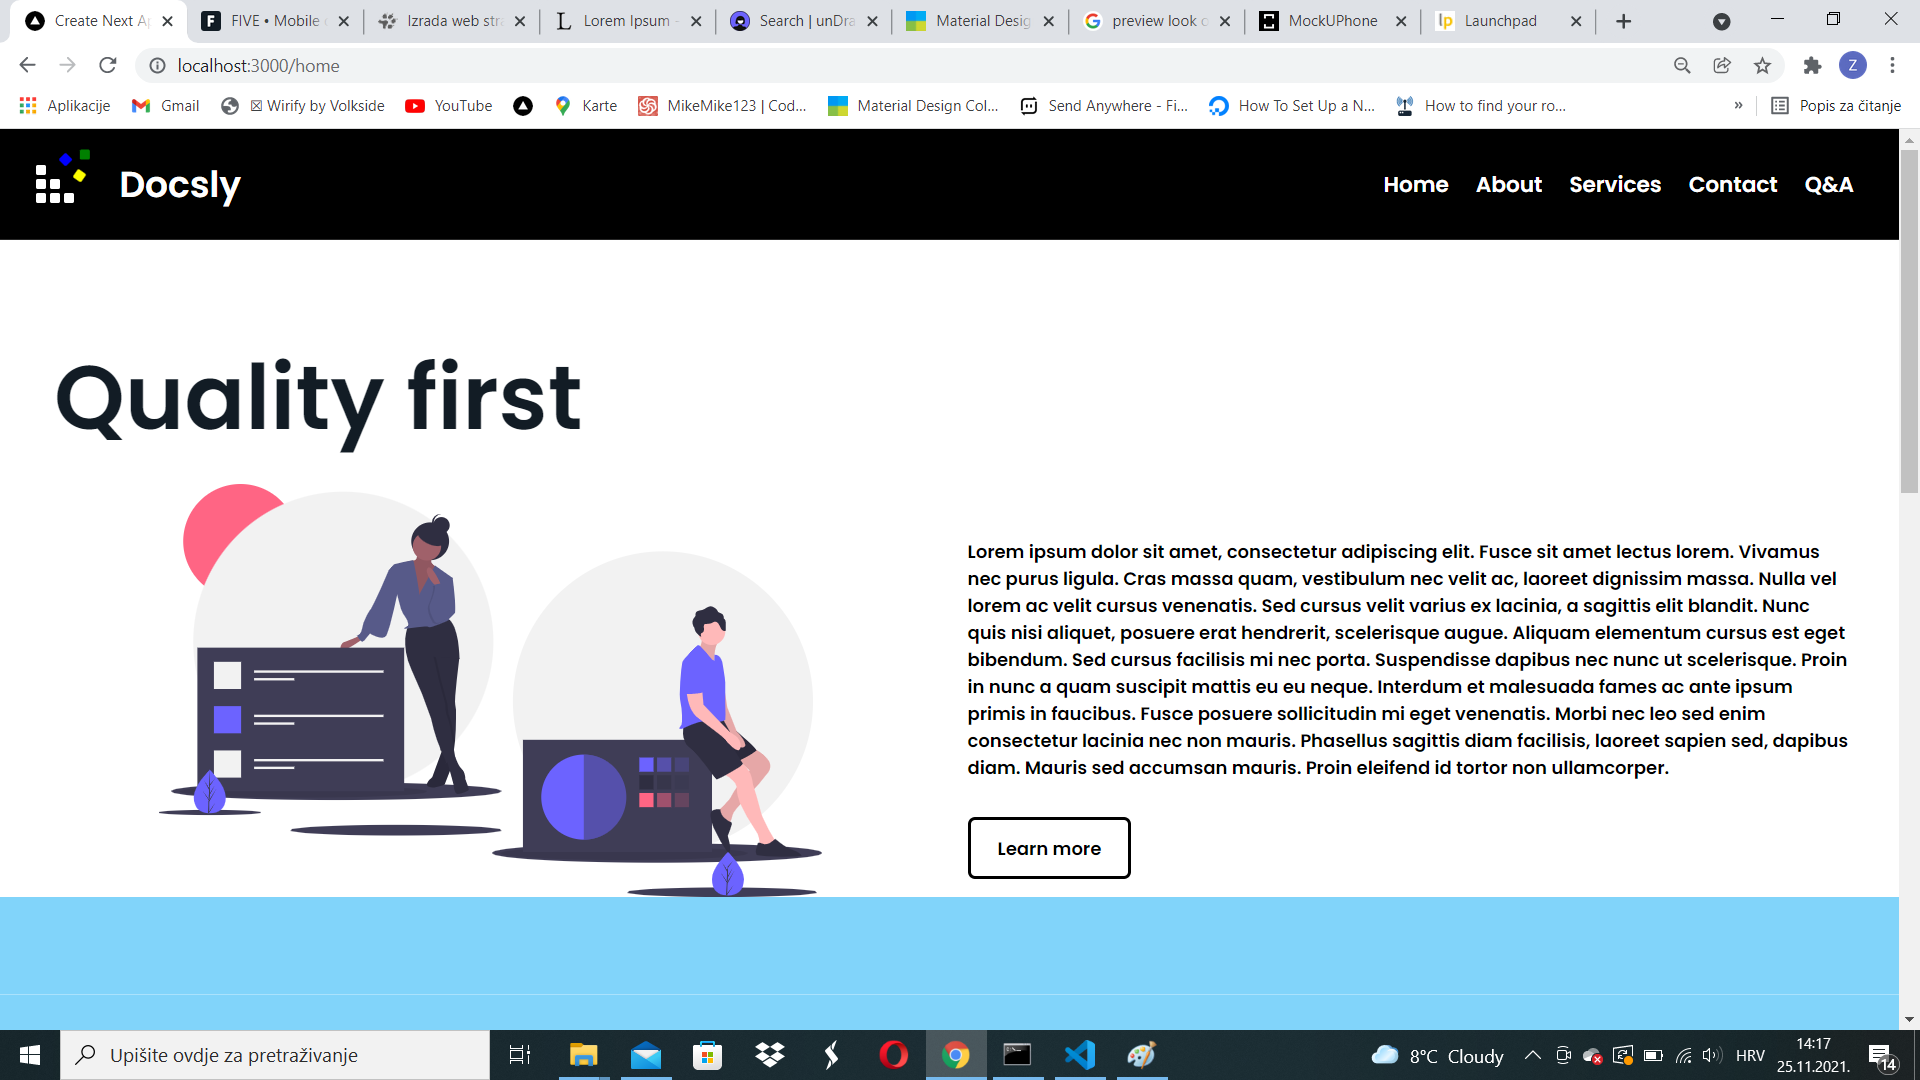 Create Next A
FIVE • Mobile
Izrada web stra
Lorem Ipsum -
Search | unDra
Material Desig
preview look o
MockUPhone
Launchpad
localhost:3000/home
Z
Aplikacije
Gmail
Wirify by Volkside
YouTube
Karte
MikeMike123 | Cod...
Material Design Col...
Send Anywhere - Fi...
How To Set Up a N...
How to find your ro...
»
Popis za čitanje
Docsly
Home About Services Contact Q&A
Quality first
Lorem ipsum dolor sit amet, consectetur adipiscing elit. Fusce sit amet lectus lorem. Vivamus
nec purus ligula. Cras massa quam, vestibulum nec velit ac, laoreet dignissim massa. Nulla vel
lorem ac velit cursus venenatis. Sed cursus velit varius ex lacinia, a sagittis elit blandit. Nunc
quis nisi aliquet, posuere erat hendrerit, scelerisque augue. Aliquam elementum cursus est eget
bibendum. Sed cursus facilisis mi nec porta. Suspendisse dapibus nec nunc ut scelerisque. Proin
in nunc a quam suscipit mattis eu eu neque. Interdum et malesuada fames ac ante ipsum
primis in faucibus. Fusce posuere sollicitudin mi eget venenatis. Morbi nec leo sed enim
consectetur lacinia nec non mauris. Phasellus sagittis diam facilisis, laoreet sapien sed, dapibus
diam. Mauris sed accumsan mauris. Proin eleifend id tortor non ullamcorper.
Learn more
Upišite ovdje za pretraživanje
8°C Cloudy
HRV
14:17
25.11.2021.
14